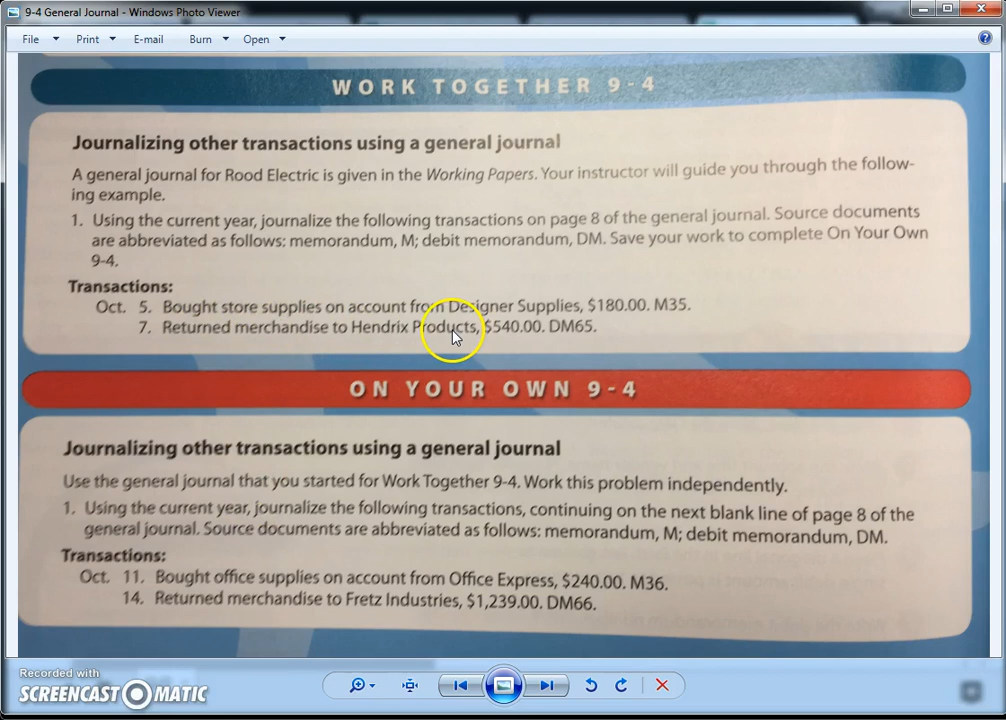 9-4 General Journal - Windows Photo Viewer
File Print E-mail Burn Open
WORK TOGETHER 9-4
Journalizing other transactions using a general journal
A general journal for Rood Electric is given in the Working Papers. Your instructor will guide you through the follow-
ing example.
1. Using the current year, journalize the following transactions on page 8 of the general journal. Source documents
are abbreviated as follows: memorandum, M; debit memorandum, DM. Save your work to complete On Your Own
9-4.
Transactions:
Oct. 5. Bought store supplies on account from Designer Supplies, $180.00. M35.
7. Returned merchandise to Hendrix Products, $540.00. DM65.
ON YOUR OWN 9-4
Journalizing other transactions using a general journal
Use the general journal that you started for Work Together 9-4. Work this problem independently.
1. Using the current year, journalize the following transactions, continuing on the next blank line of page 8 of the
general journal. Source documents are abbreviated as follows: memorandum, M; debit memorandum, DM.
Transactions:
Oct. 11. Bought office supplies on account from Office Express, $240.00. M36.
14. Returned merchandise to Fretz Industries, $1,239.00. DM66.
Recorded with
SCREENCAST-O-MATIC